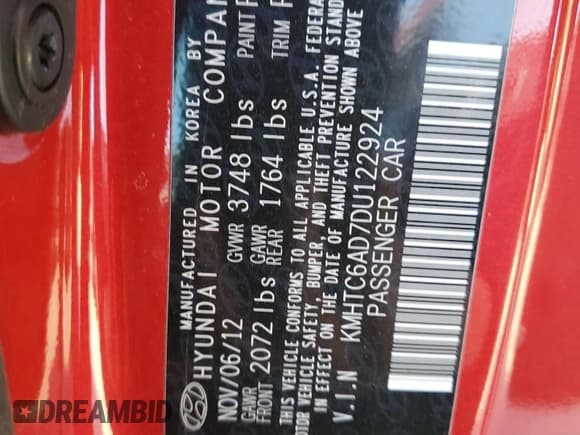 MANUFACTURED IN KOREA BY
HYUNDAI MOTOR COMPAN
NOV/06/12 GVWR 3748 lbs PAINT
GAWR FRONT 2072 lbs GAWR REAR 1764 lbs TRIM
THIS VEHICLE CONFORMS TO ALL APPLICABLE U.S.A. FEDERA
MOTOR VEHICLE SAFETY, BUMPER, AND THEFT PREVENTION STAND
IN EFFECT ON THE DATE OF MANUFACTURE SHOWN ABOVE
V.I.N KMHTC6AD7DU122924
PASSENGER CAR
DREAMBID